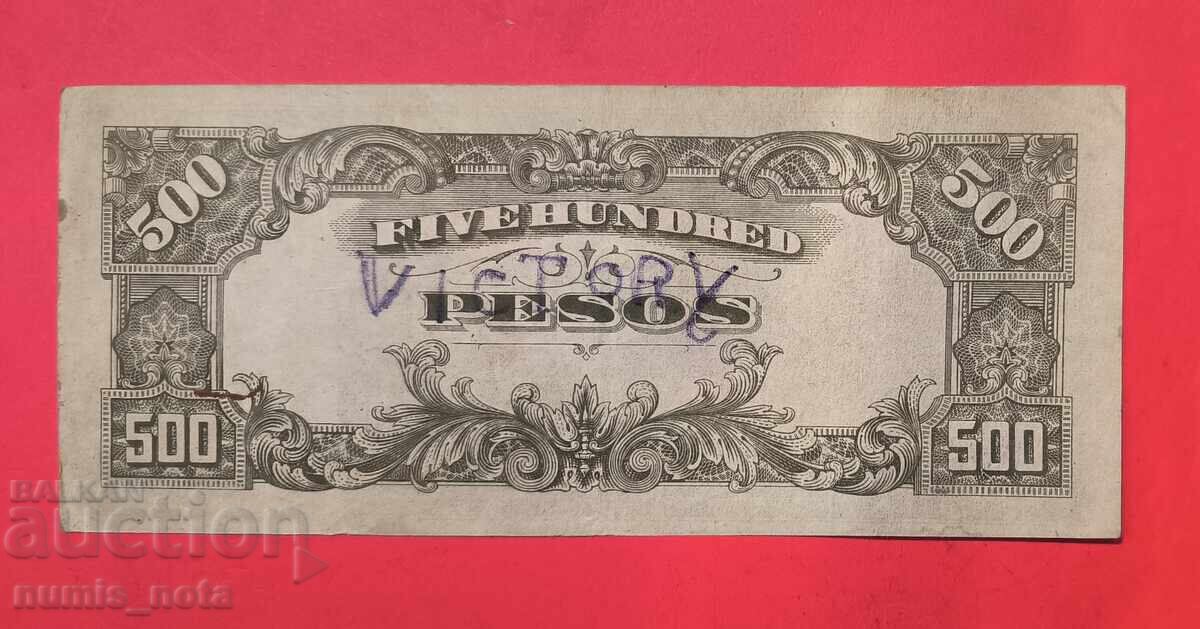 500
500
FIVE HUNDRED
VICTORY
PESOS
500
500
BALKAN
auction
numis_nota